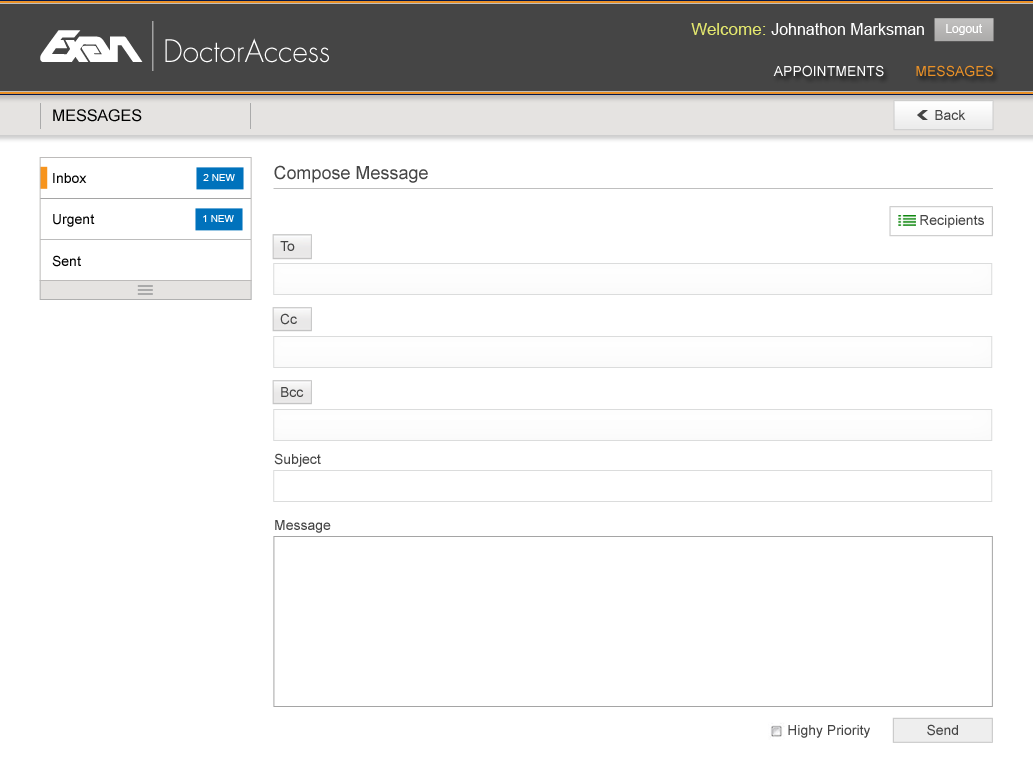 Exan DoctorAccess
Welcome: Johnathon Marksman Logout
APPOINTMENTS MESSAGES
MESSAGES Back
Inbox 2 NEW
Urgent 1 NEW
Sent
Compose Message
Recipients
To
Cc
Bcc
Subject
Message
Highy Priority Send